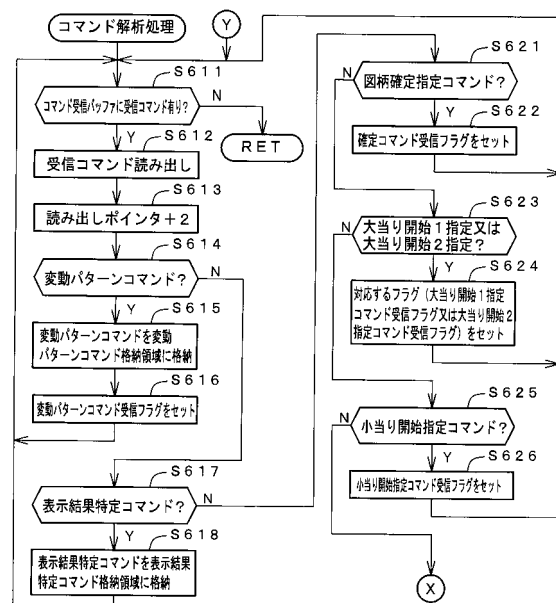 コマンド解析処理
Y
S611
コマンド受信バッファに受信コマンド有り?
N
Y
RET
S612
受信コマンド読み出し
S613
読み出しポインタ+2
S614
変動パターンコマンド?
N
Y
S615
変動パターンコマンドを変動
パターンコマンド格納領域に格納
S616
変動パターンコマンド受信フラグをセット
S617
表示結果特定コマンド?
N
Y
S618
表示結果特定コマンドを表示結果
特定コマンド格納領域に格納
S621
N
図柄確定指定コマンド?
Y
S622
確定コマンド受信フラグをセット
S623
N
大当り開始1指定又は
大当り開始2指定?
Y
S624
対応するフラグ(大当り開始1指定
コマンド受信フラグ又は大当り開始2
指定コマンド受信フラグ)をセット
S625
N
小当り開始指定コマンド?
Y
S626
小当り開始指定コマンド受信フラグをセット
X